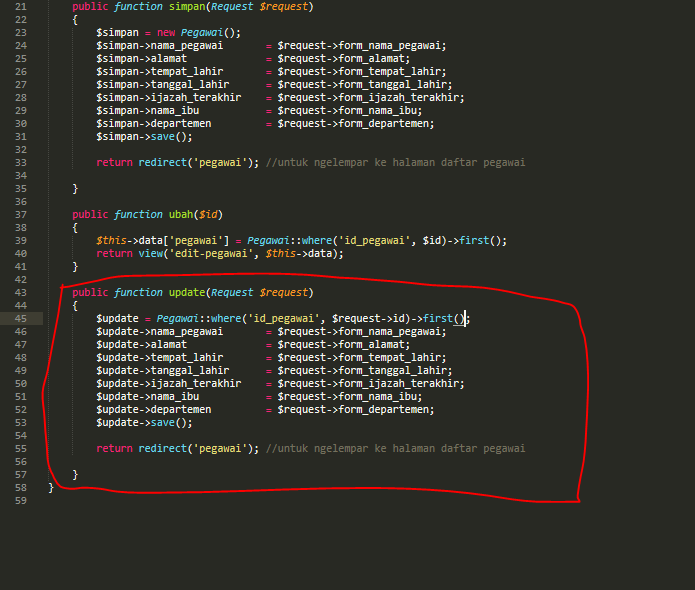 21 public function simpan(Request $request)
22 {
23 $simpan = new Pegawai();
24 $simpan->nama_pegawai = $request->form_nama_pegawai;
25 $simpan->alamat = $request->form_alamat;
26 $simpan->tempat_lahir = $request->form_tempat_lahir;
27 $simpan->tanggal_lahir = $request->form_tanggal_lahir;
28 $simpan->ijazah_terakhir = $request->form_ijazah_terakhir;
29 $simpan->nama_ibu = $request->form_nama_ibu;
30 $simpan->departemen = $request->form_departemen;
31 $simpan->save();
32
33 return redirect('pegawai'); //untuk ngelempar ke halaman daftar pegawai
34
35 }
36
37 public function ubah($id)
38 {
39 $this->data['pegawai'] = Pegawai::where('id_pegawai', $id)->first();
40 return view('edit-pegawai', $this->data);
41 }
42
43 public function update(Request $request)
44 {
45 $update = Pegawai::where('id_pegawai', $request->id)->first();
46 $update->nama_pegawai = $request->form_nama_pegawai;
47 $update->alamat = $request->form_alamat;
48 $update->tempat_lahir = $request->form_tempat_lahir;
49 $update->tanggal_lahir = $request->form_tanggal_lahir;
50 $update->ijazah_terakhir = $request->form_ijazah_terakhir;
51 $update->nama_ibu = $request->form_nama_ibu;
52 $update->departemen = $request->form_departemen;
53 $update->save();
54
55 return redirect('pegawai'); //untuk ngelempar ke halaman daftar pegawai
56
57 }
58 }
59